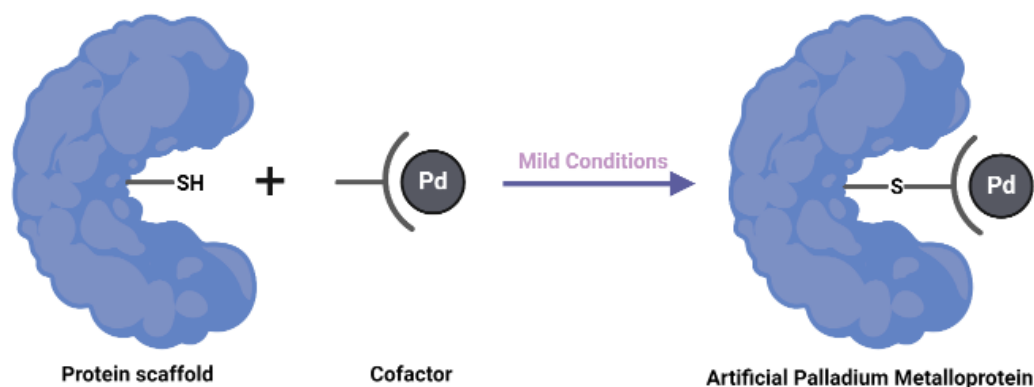 SH
+
Pd
Mild Conditions
S
Pd
Protein scaffold
Cofactor
Artificial Palladium Metalloprotein